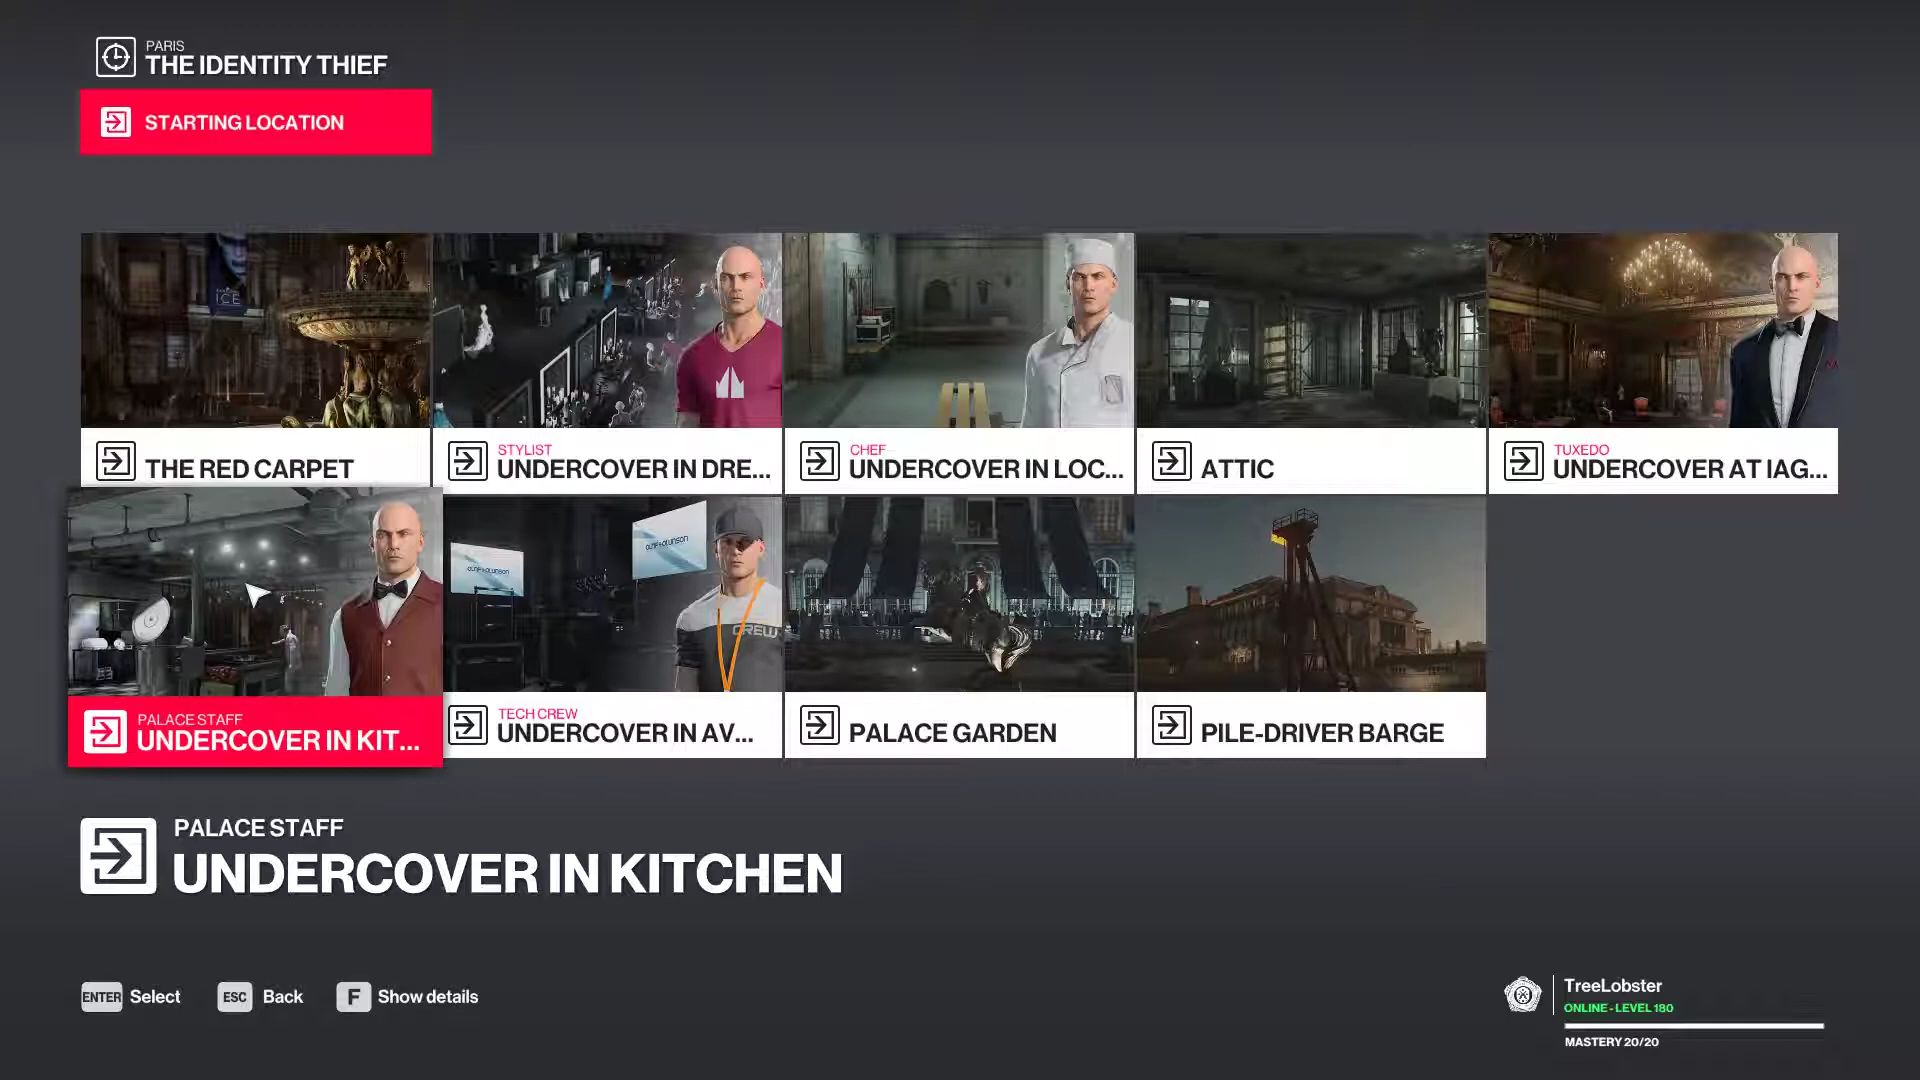 PARIS
THE IDENTITY THIEF
STARTING LOCATION
ICE
THE RED CARPET
STYLIST
UNDERCOVER IN DRE...
CHEF
UNDERCOVER IN LOC...
ATTIC
TUXEDO
UNDERCOVER AT IAG...
PALACE STAFF
UNDERCOVER IN KIT...
CREW
TECH CREW
UNDERCOVER IN AV...
PALACE GARDEN
PILE-DRIVER BARGE
PALACE STAFF
UNDERCOVER IN KITCHEN
ENTER Select
ESC Back
F Show details
TreeLobster
ONLINE - LEVEL 180
MASTERY 20/20